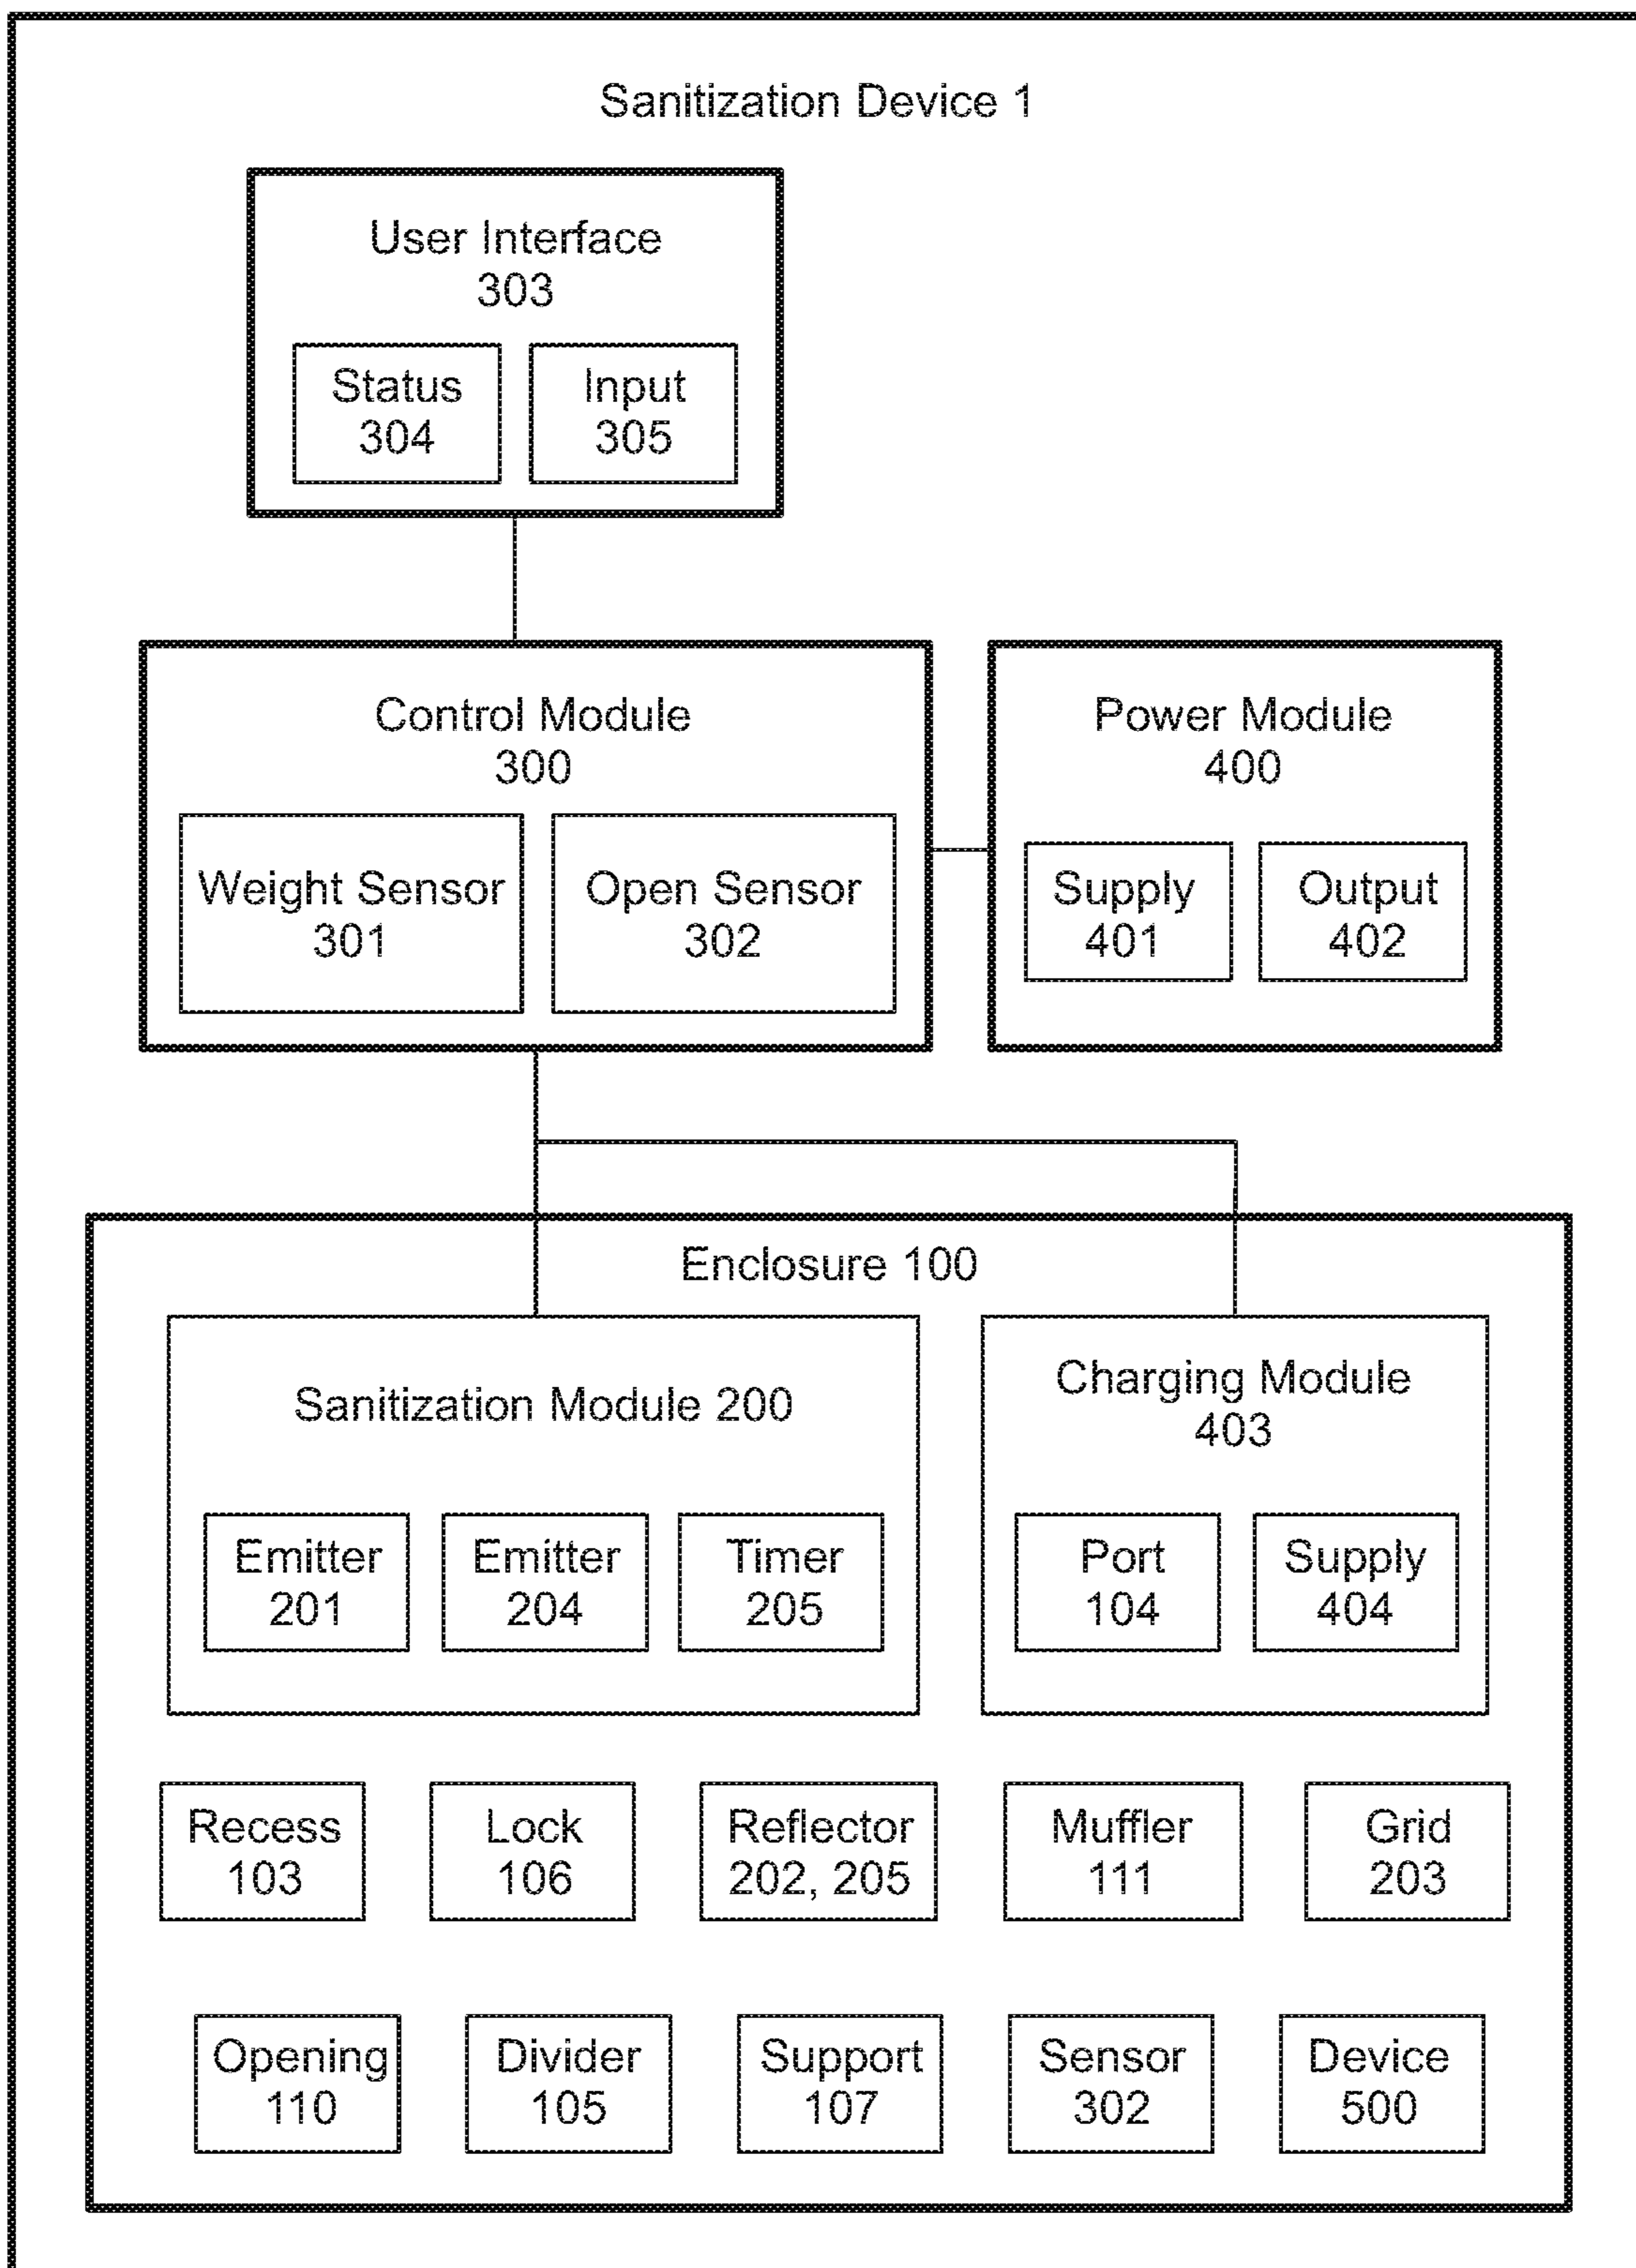 Sanitization Device 1
User Interface
303
Status
304
Input
305
Control Module
300
Weight Sensor
301
Open Sensor
302
Power Module
400
Supply
401
Output
402
Enclosure 100
Sanitization Module 200
Emitter
201
Emitter
204
Timer
205
Charging Module
403
Port
104
Supply
404
Recess
103
Lock
106
Reflector
202, 205
Muffler
111
Grid
203
Opening
110
Divider
105
Support
107
Sensor
302
Device
500